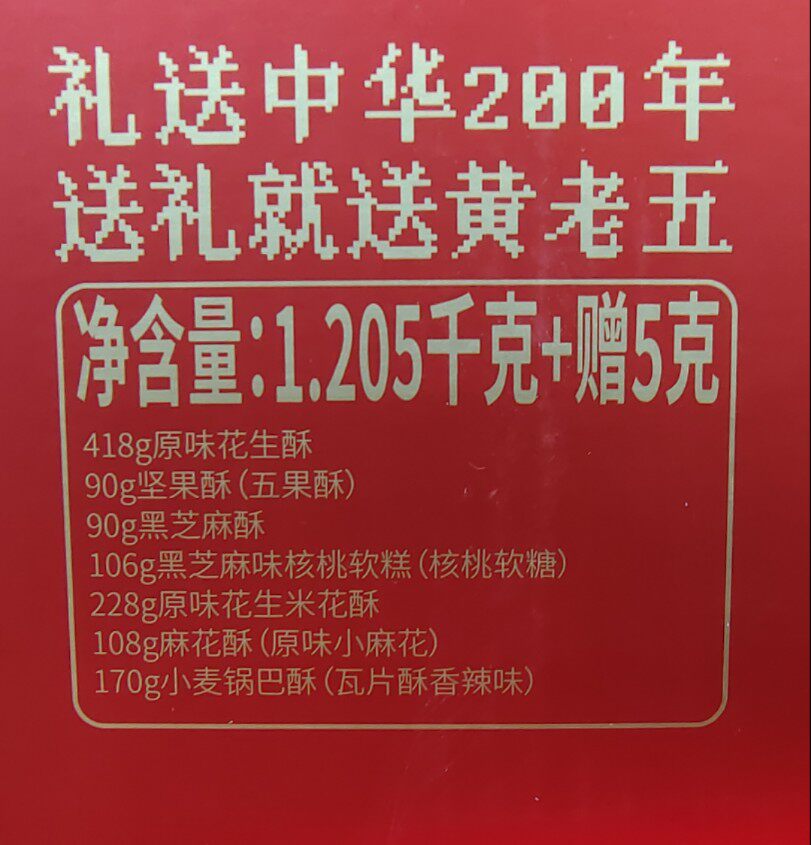 礼送中华200年
送礼就送黄老五
净含量:1.205千克+赠5克
418g原味花生酥
90g坚果酥(五果酥)
90g黑芝麻酥
106g黑芝麻味核桃软糕(核桃软糖)
228g原味花生米花酥
108g麻花酥(原味小麻花)
170g小麦锅巴酥(瓦片酥香辣味)